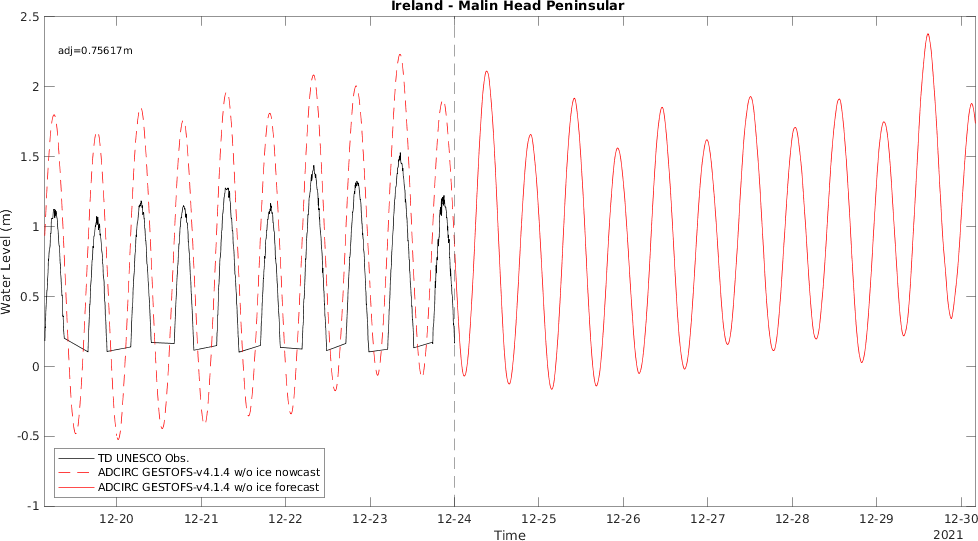 Ireland - Malin Head Peninsular
adj=0.75617m
Water Level (m)
2.5
2
1.5
1
0.5
0
-0.5
-1
TD UNESCO Obs.
ADCIRC GESTOFS-v4.1.4 w/o ice nowcast
ADCIRC GESTOFS-v4.1.4 w/o ice forecast
12-20 12-21 12-22 12-23 12-24 12-25 12-26 12-27 12-28 12-29 12-30
Time
2021